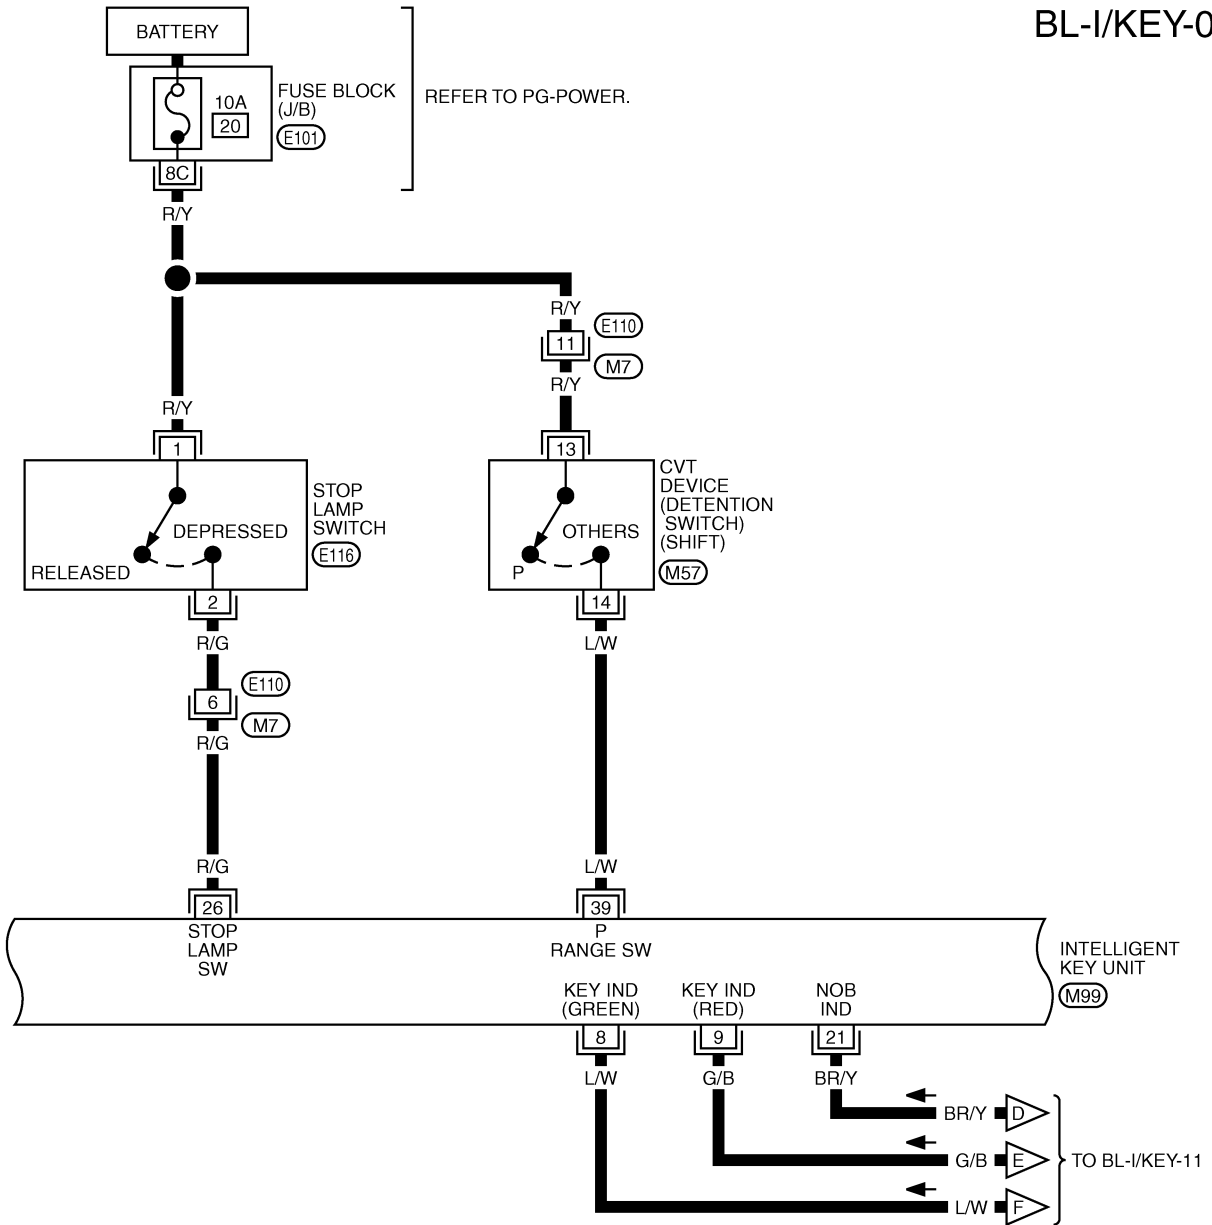 BL-I/KEY-0
BATTERY
10A
20
FUSE BLOCK
(J/B)
E101
REFER TO PG-POWER.
8C
R/Y
R/Y
E110
11
M7
R/Y
R/Y
1
13
STOP
LAMP
SWITCH
E116
DEPRESSED
RELEASED
CVT
DEVICE
(DETENTION
SWITCH)
(SHIFT)
M57
OTHERS
P
2
14
R/G
L/W
E110
6
M7
R/G
R/G
L/W
26
39
STOP
LAMP
SW
P
RANGE SW
INTELLIGENT
KEY UNIT
M99
KEY IND
(GREEN)
KEY IND
(RED)
NOB
IND
8
9
21
L/W
G/B
BR/Y
BR/Y
D
G/B
E
TO BL-I/KEY-11
L/W
F